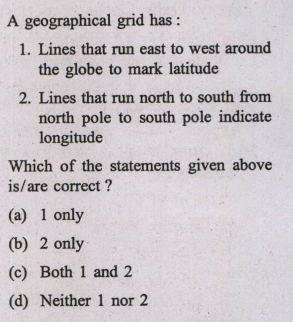 A geographical grid has :
1. Lines that run east to west around
the globe to mark latitude
2. Lines that run north to south from
north pole to south pole indicate
longitude
Which of the statements given above
is/are correct ?
(a) 1 only
(b) 2 only
(c) Both 1 and 2
(d) Neither 1 nor 2